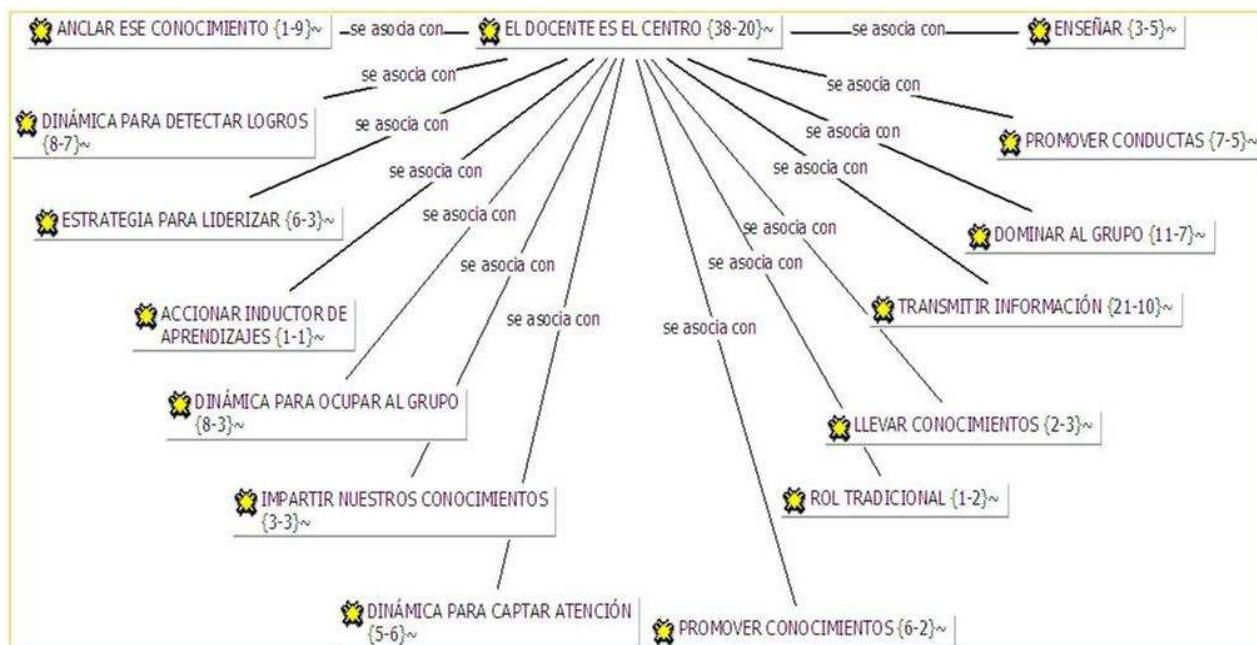 ANCLAR ESE CONOCIMIENTO {1-9}~
se asocia con
EL DOCENTE ES EL CENTRO {38-20}~
se asocia con
ENSEÑAR {3-5}~
se asocia con
se asocia con
DINÁMICA PARA DETECTAR LOGROS
{8-7}~
se asocia con
se asocia con
PROMOVER CONDUCTAS {7-5}~
se asocia con
se asocia con
ESTRATEGIA PARA LIDERIZAR {6-3}~
se asocia con
se asocia con
DOMINAR AL GRUPO {11-7}~
se asocia con
se asocia con
ACCIONAR INDUCTOR DE
APRENDIZAJES {1-1}~
se asocia con
se asocia con
TRANSMITIR INFORMACIÓN {21-10}~
DINÁMICA PARA OCUPAR AL GRUPO
{8-3}~
LLEVAR CONOCIMIENTOS {2-3}~
IMPARTIR NUESTROS CONOCIMIENTOS
{3-3}~
ROL TRADICIONAL {1-2}~
DINÁMICA PARA CAPTAR ATENCIÓN
{5-6}~
PROMOVER CONOCIMIENTOS {6-2}~